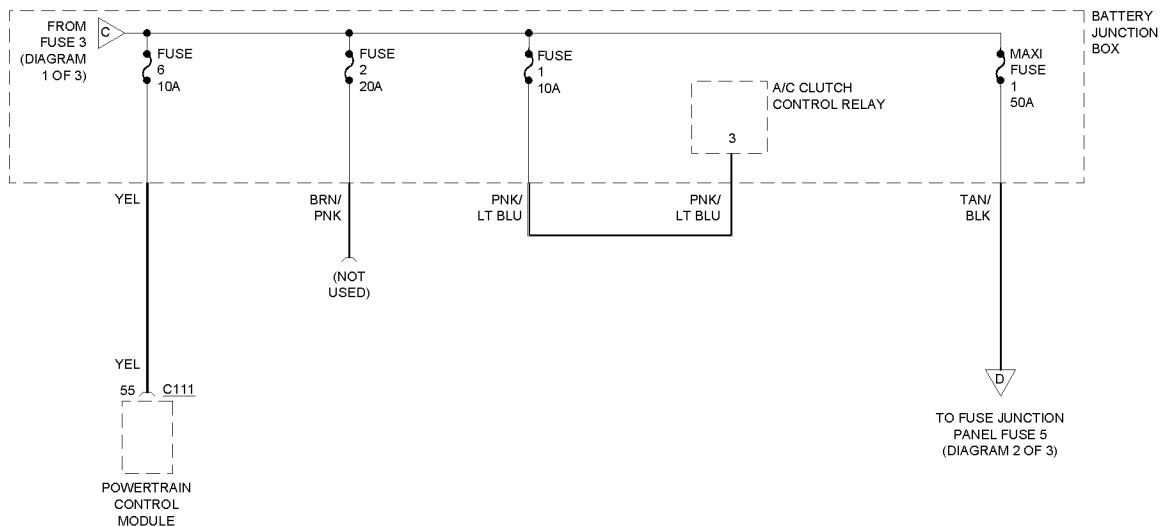 FROM
FUSE 3
(DIAGRAM
1 OF 3)
C
FUSE
6
10A
FUSE
2
20A
FUSE
1
10A
A/C CLUTCH
CONTROL RELAY
3
MAXI
FUSE
1
50A
BATTERY
JUNCTION
BOX
YEL
BRN/
PNK
PNK/
LT BLU
PNK/
LT BLU
TAN/
BLK
(NOT
USED)
YEL
55
C111
POWERTRAIN
CONTROL
MODULE
D
TO FUSE JUNCTION
PANEL FUSE 5
(DIAGRAM 2 OF 3)